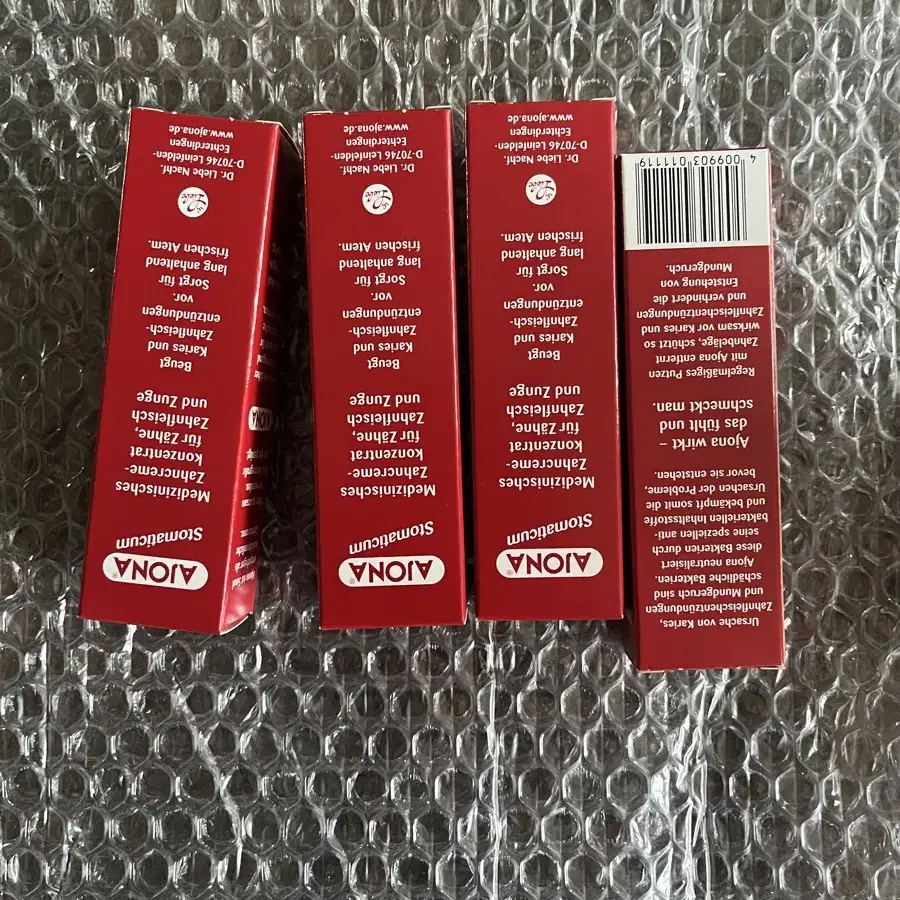 AJONA®
Stomaticum
Medizinisches
Zahncreme-
konzentrat
für Zähne,
Zahnfleisch
und Zunge
Beugt
Karies und
Zahnfleisch-
entzündungen
vor.
Sorgt für
lang anhaltend
frischen Atem.
Dr. Liebe
Dr. Liebe Nachf.
D-70746 Leinfelden-
Echterdingen
www.ajona.de
AJONA
AJONA®
Stomaticum
Medizinisches
Zahncreme-
konzentrat
für Zähne,
Zahnfleisch
und Zunge
Beugt
Karies und
Zahnfleisch-
entzündungen
vor.
Sorgt für
lang anhaltend
frischen Atem.
Dr. Liebe
Dr. Liebe Nachf.
D-70746 Leinfelden-
Echterdingen
www.ajona.de
AJONA®
Stomaticum
Medizinisches
Zahncreme-
konzentrat
für Zähne,
Zahnfleisch
und Zunge
Beugt
Karies und
Zahnfleisch-
entzündungen
vor.
Sorgt für
lang anhaltend
frischen Atem.
Dr. Liebe
Dr. Liebe Nachf.
D-70746 Leinfelden-
Echterdingen
www.ajona.de
Ursache von Karies,
Zahnfleischentzündungen
und Mundgeruch sind
schädliche Bakterien.
Ajona neutralisiert
diese Bakterien durch
seine speziellen anti-
bakteriellen Inhaltsstoffe
und bekämpft somit die
Ursachen der Probleme,
bevor sie entstehen.
Ajona wirkt –
das fühlt und
schmeckt man.
Regelmäßiges Putzen
mit Ajona entfernt
Zahnbeläge, schützt so
wirksam vor Karies und
Zahnfleischentzündungen
und verhindert die
Entstehung von
Mundgeruch.
4 009903 011119